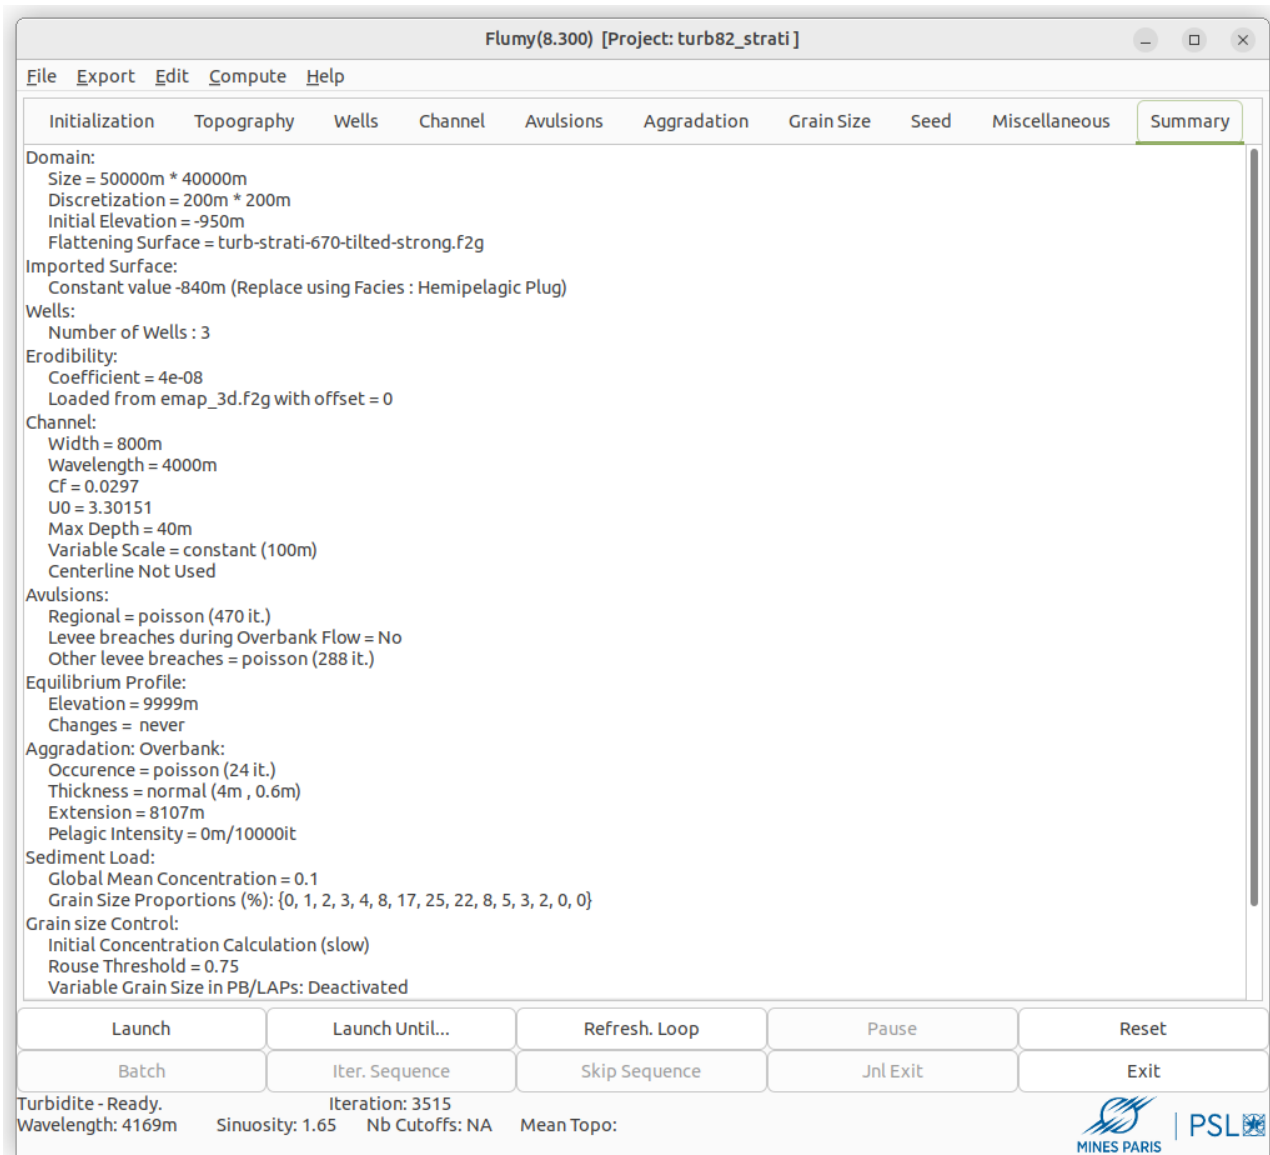 Flumy(8.300) [Project: turb82_strati ]
File Export Edit Compute Help
Initialization Topography Wells Channel Avulsions Aggradation Grain Size Seed Miscellaneous Summary
Domain:
Size = 50000m * 40000m
Discretization = 200m * 200m
Initial Elevation = -950m
Flattening Surface = turb-strati-670-tilted-strong.f2g
Imported Surface:
Constant value -840m (Replace using Facies : Hemipelagic Plug)
Wells:
Number of Wells : 3
Erodibility:
Coefficient = 4e-08
Loaded from emap_3d.f2g with offset = 0
Channel:
Width = 800m
Wavelength = 4000m
Cf = 0.0297
U0 = 3.30151
Max Depth = 40m
Variable Scale = constant (100m)
Centerline Not Used
Avulsions:
Regional = poisson (470 it.)
Levee breaches during Overbank Flow = No
Other levee breaches = poisson (288 it.)
Equilibrium Profile:
Elevation = 9999m
Changes = never
Aggradation: Overbank:
Occurence = poisson (24 it.)
Thickness = normal (4m , 0.6m)
Extension = 8107m
Pelagic Intensity = 0m/10000it
Sediment Load:
Global Mean Concentration = 0.1
Grain Size Proportions (%): {0, 1, 2, 3, 4, 8, 17, 25, 22, 8, 5, 3, 2, 0, 0}
Grain size Control:
Initial Concentration Calculation (slow)
Rouse Threshold = 0.75
Variable Grain Size in PB/LAPs: Deactivated
Launch Launch Until... Refresh. Loop Pause Reset
Batch Iter. Sequence Skip Sequence Jnl Exit Exit
Turbidite - Ready. Iteration: 3515
Wavelength: 4169m Sinuosity: 1.65 Nb Cutoffs: NA Mean Topo:
MINES PARIS | PSL